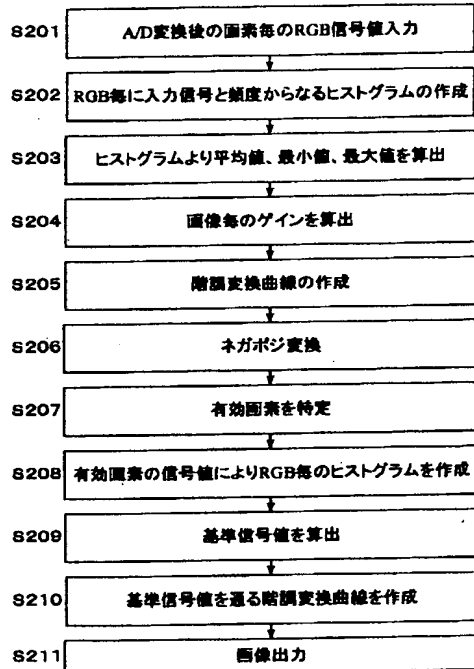 S201 A/D変換後の画素毎のRGB信号値入力
S202 RGB毎に入力信号と頻度からなるヒストグラムの作成
S203 ヒストグラムより平均値、最小値、最大値を算出
S204 画像毎のゲインを算出
S205 階調変換曲線の作成
S206 ネガポジ変換
S207 有効画素を特定
S208 有効画素の信号値によりRGB毎のヒストグラムを作成
S209 基準信号値を算出
S210 基準信号値を通る階調変換曲線を作成
S211 画像出力